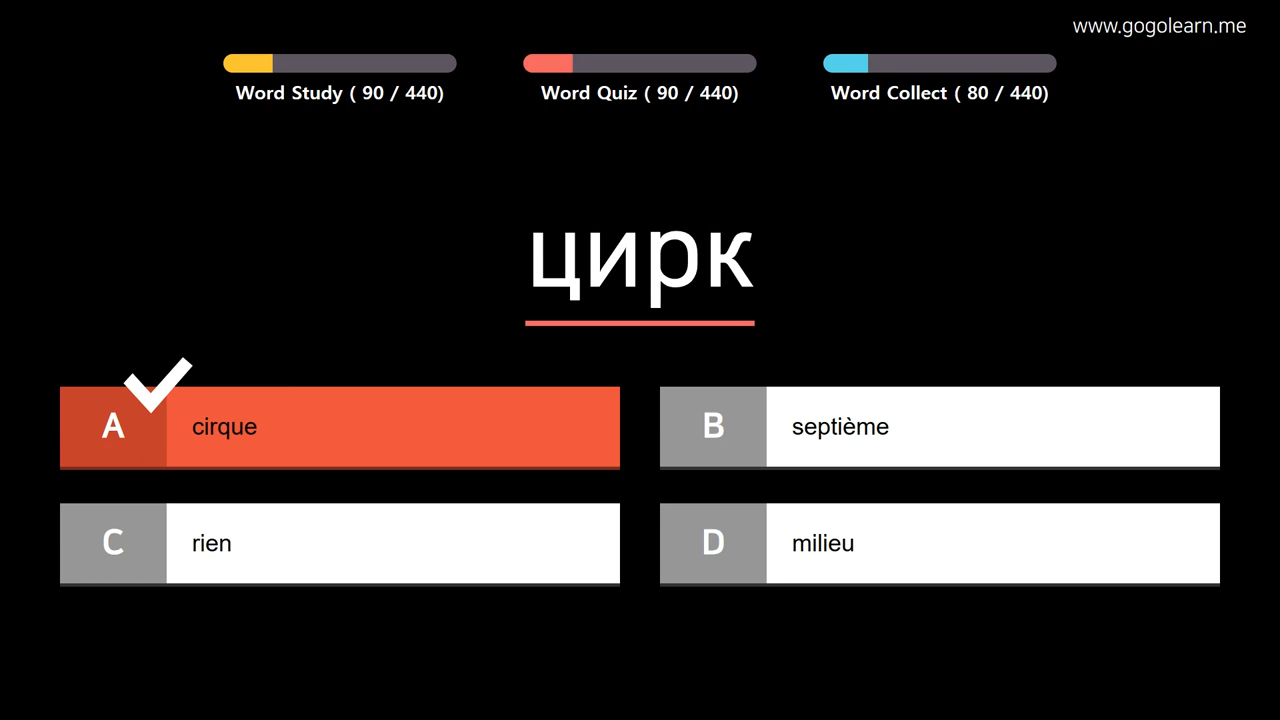 www.gogolearn.me
Word Study ( 90 / 440)
Word Quiz ( 90 / 440)
Word Collect ( 80 / 440)
цирк
A
cirque
B
septième
C
rien
D
milieu